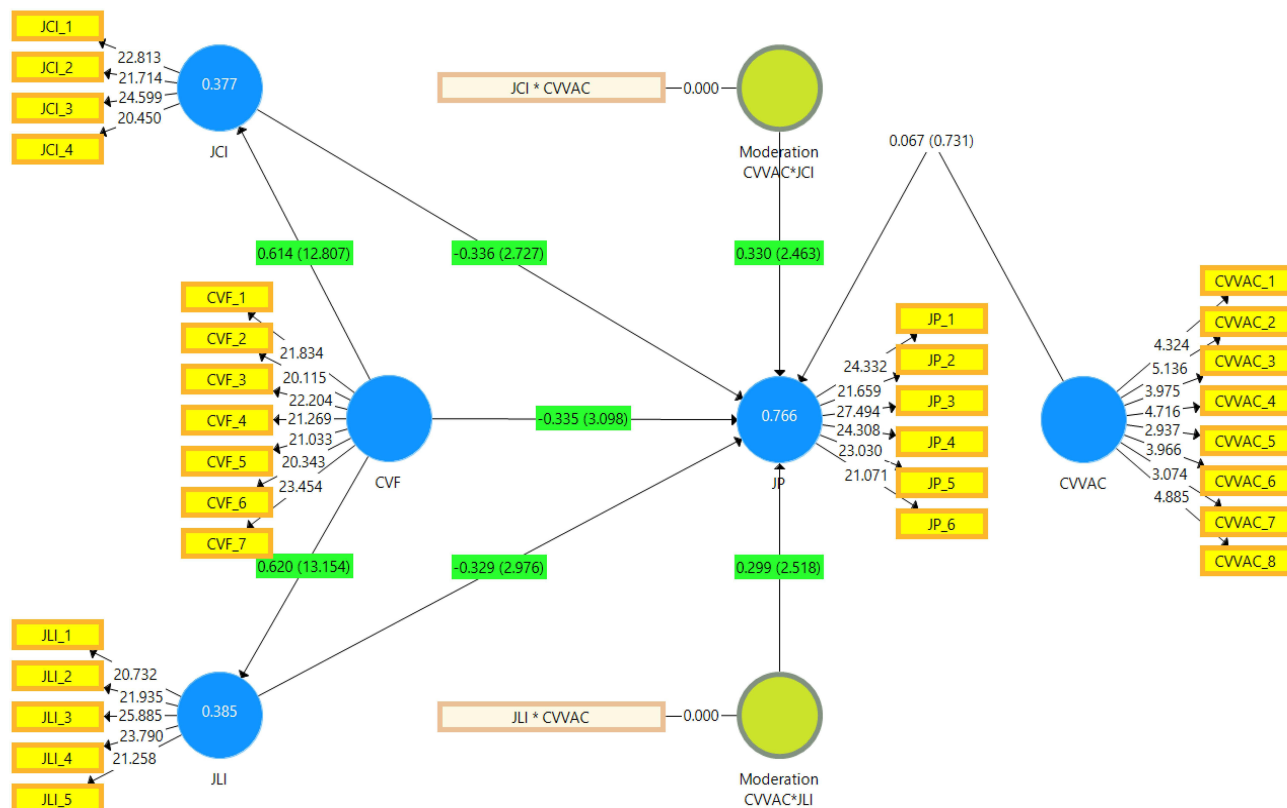 JCI_1
JCI_2
JCI_3
JCI_4
22.813
21.714
24.599
20.450
0.377
JCI
JCI * CVVAC
0.000
Moderation
CVVAC*JCI
0.067 (0.731)
0.614 (12.807)
-0.336 (2.727)
0.330 (2.463)
CVF_1
CVF_2
CVF_3
CVF_4
CVF_5
CVF_6
CVF_7
21.834
20.115
22.204
21.269
21.033
20.343
23.454
CVF
-0.335 (3.098)
0.766
JP
24.332
21.659
27.494
24.308
23.030
21.071
JP_1
JP_2
JP_3
JP_4
JP_5
JP_6
CVVAC
4.324
5.136
3.975
4.716
2.937
3.966
3.074
4.885
CVVAC_1
CVVAC_2
CVVAC_3
CVVAC_4
CVVAC_5
CVVAC_6
CVVAC_7
CVVAC_8
0.620 (13.154)
-0.329 (2.976)
0.299 (2.518)
JLI_1
JLI_2
JLI_3
JLI_4
JLI_5
20.732
21.935
25.885
23.790
21.258
0.385
JLI
JLI * CVVAC
0.000
Moderation
CVVAC*JLI